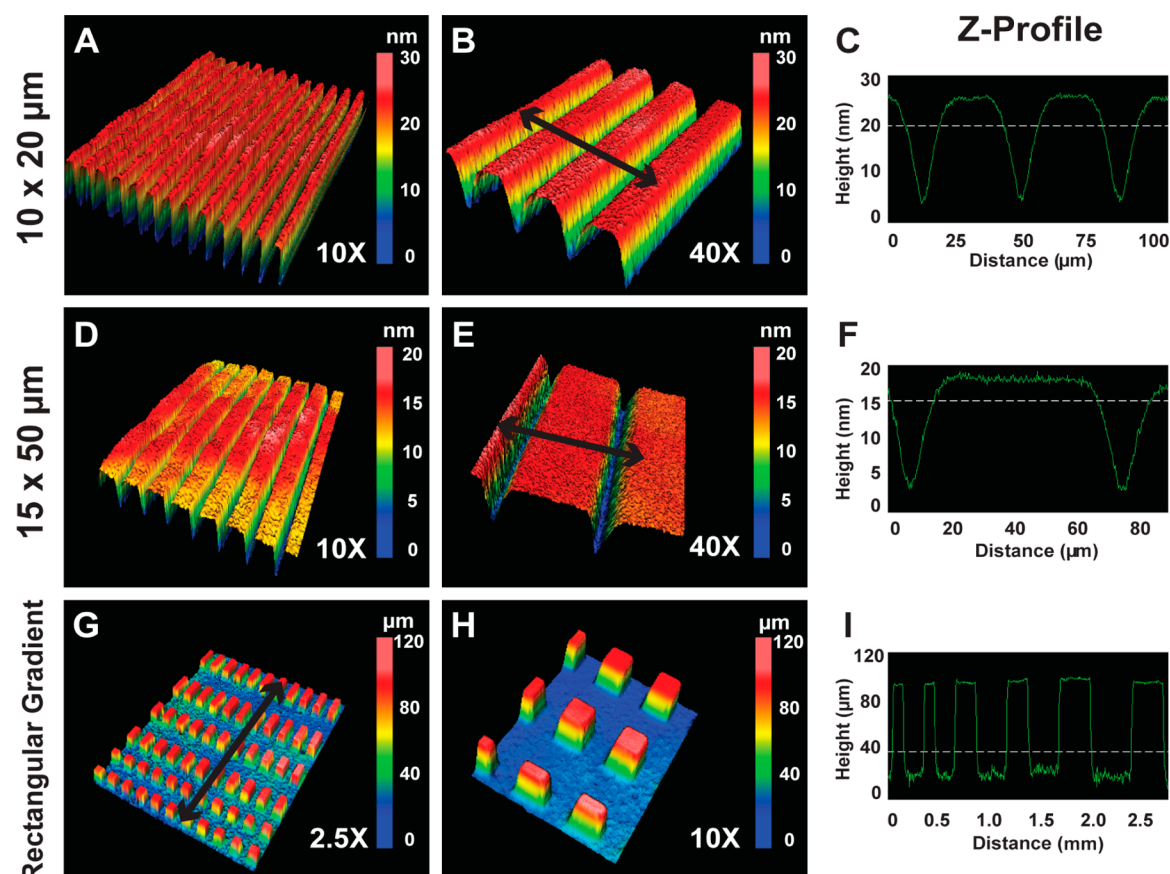 Z-Profile
10 x 20 µm
A
nm
30
20
10
0
10X
B
nm
30
20
10
0
40X
C
Height (nm)
30
20
10
0
0 25 50 75 100
Distance (µm)
15 x 50 µm
D
nm
20
15
10
5
0
10X
E
nm
20
15
10
5
0
40X
F
Height (nm)
20
15
10
5
0
0 20 40 60 80
Distance (µm)
Rectangular Gradient
G
µm
120
80
40
0
2.5X
H
µm
120
80
40
0
10X
I
Height (µm)
120
80
40
0
0.0 0.5 1.0 1.5 2.0 2.5
Distance (mm)